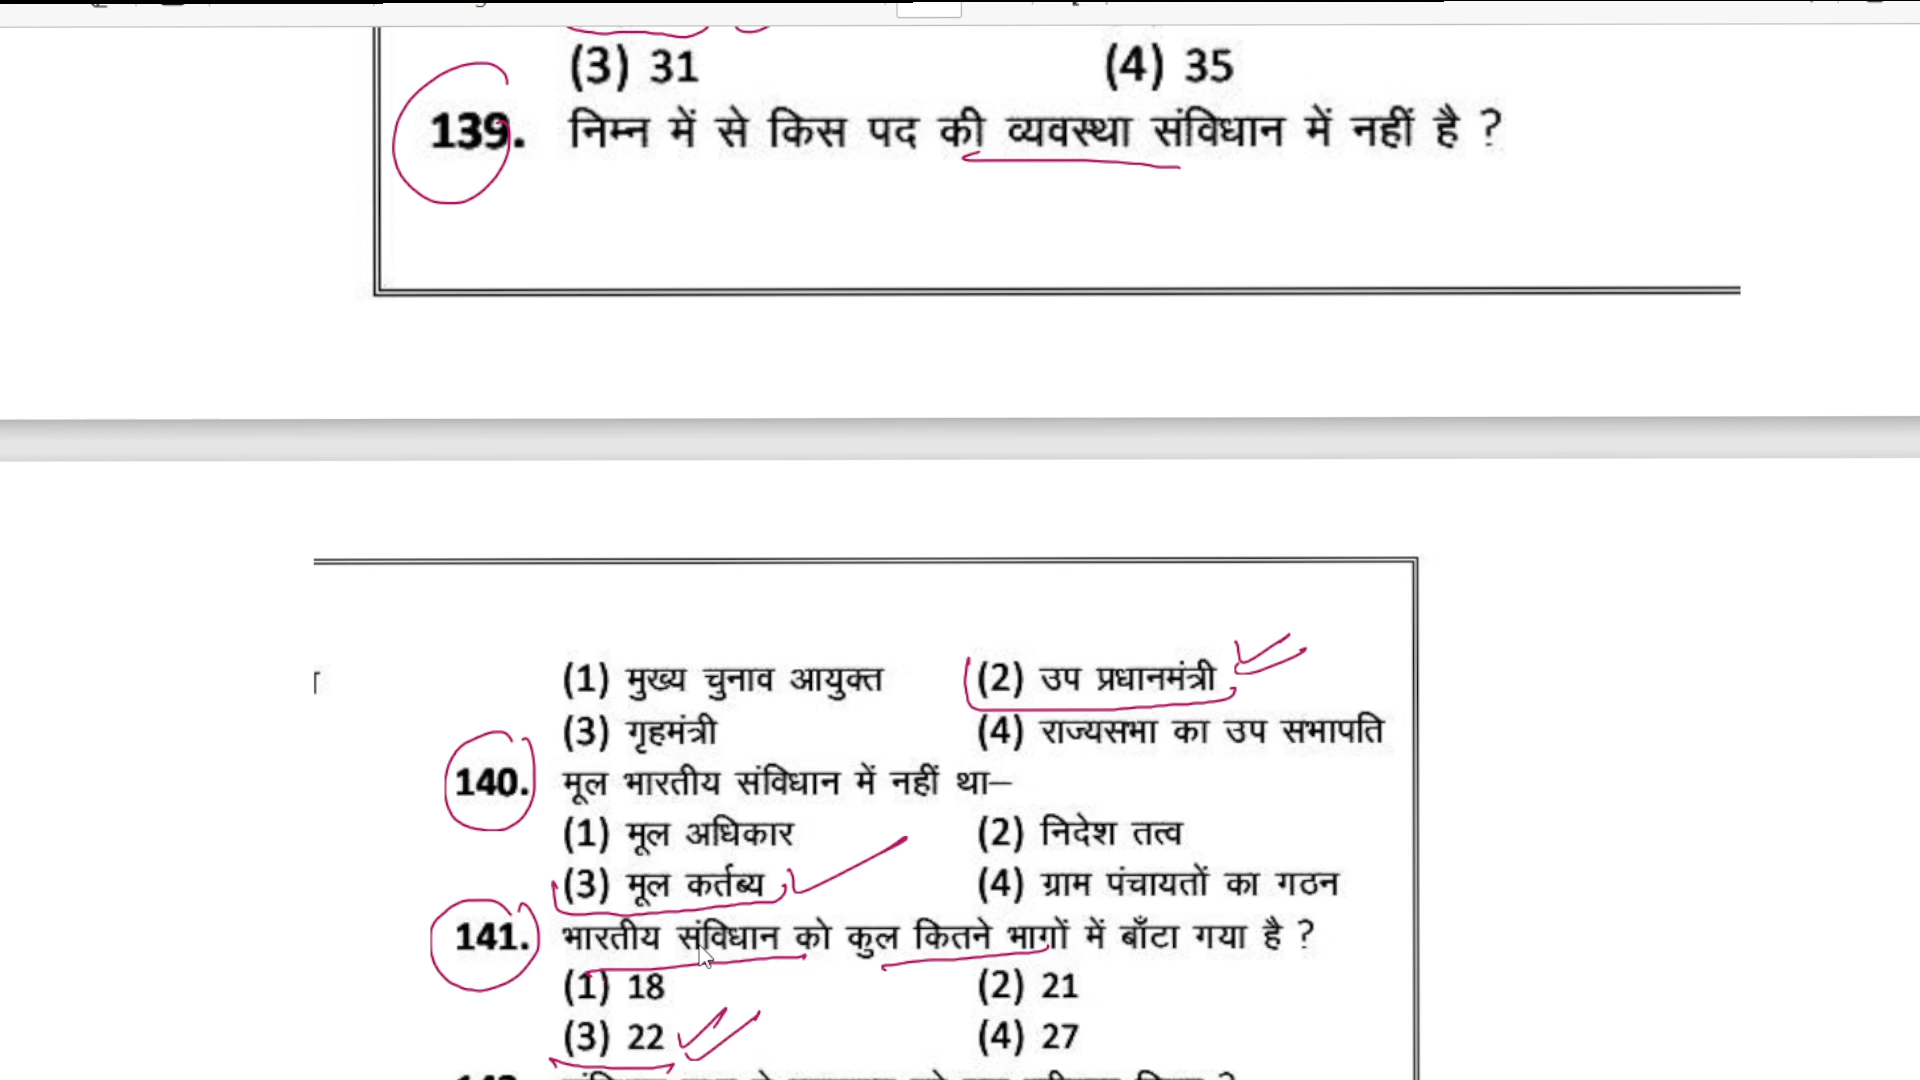 (3) 31 (4) 35
139. निम्न में से किस पद की व्यवस्था संविधान में नहीं है ?
(1) मुख्य चुनाव आयुक्त (2) उप प्रधानमंत्री
(3) गृहमंत्री (4) राज्यसभा का उप सभापति
140. मूल भारतीय संविधान में नहीं था–
(1) मूल अधिकार (2) निदेश तत्व
(3) मूल कर्तब्य (4) ग्राम पंचायतों का गठन
141. भारतीय संविधान को कुल कितने भागों में बाँटा गया है ?
(1) 18 (2) 21
(3) 22 (4) 27